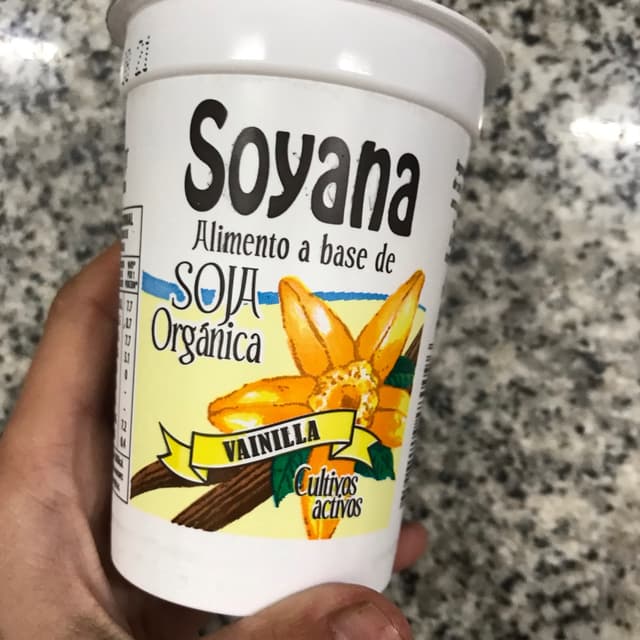 Soyana
Alimento a base de
SOJA
Orgánica
VAINILLA
Cultivos
activos